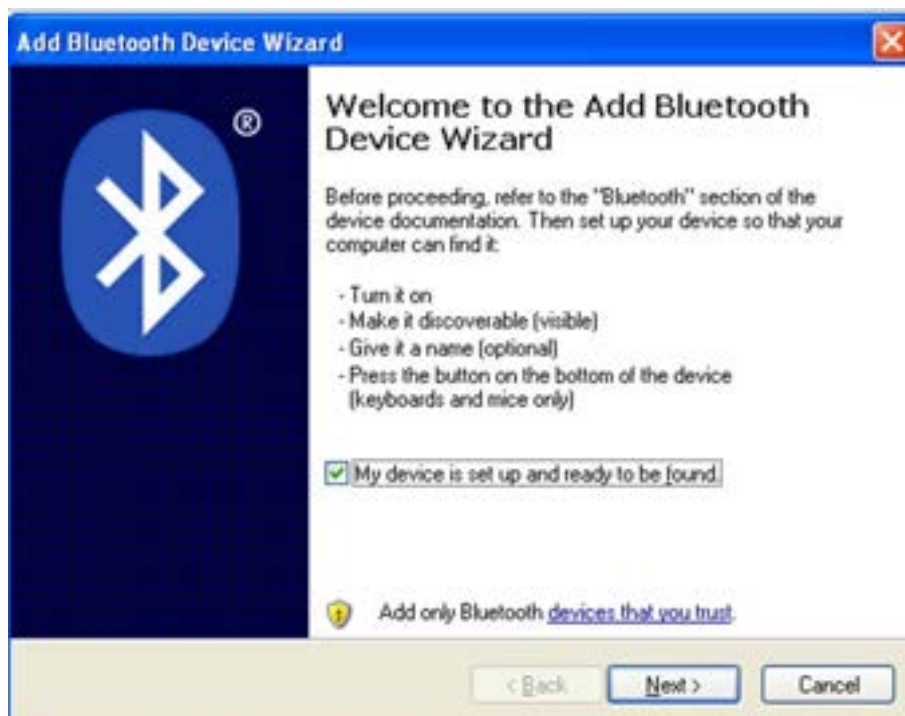 Add Bluetooth Device Wizard
®
Welcome to the Add Bluetooth
Device Wizard
Before proceeding, refer to the "Bluetooth" section of the
device documentation. Then set up your device so that your
computer can find it:
- Turn it on
- Make it discoverable (visible)
- Give it a name (optional)
- Press the button on the bottom of the device
(keyboards and mice only)
My device is set up and ready to be found.
Add only Bluetooth devices that you trust.
< Back Next > Cancel